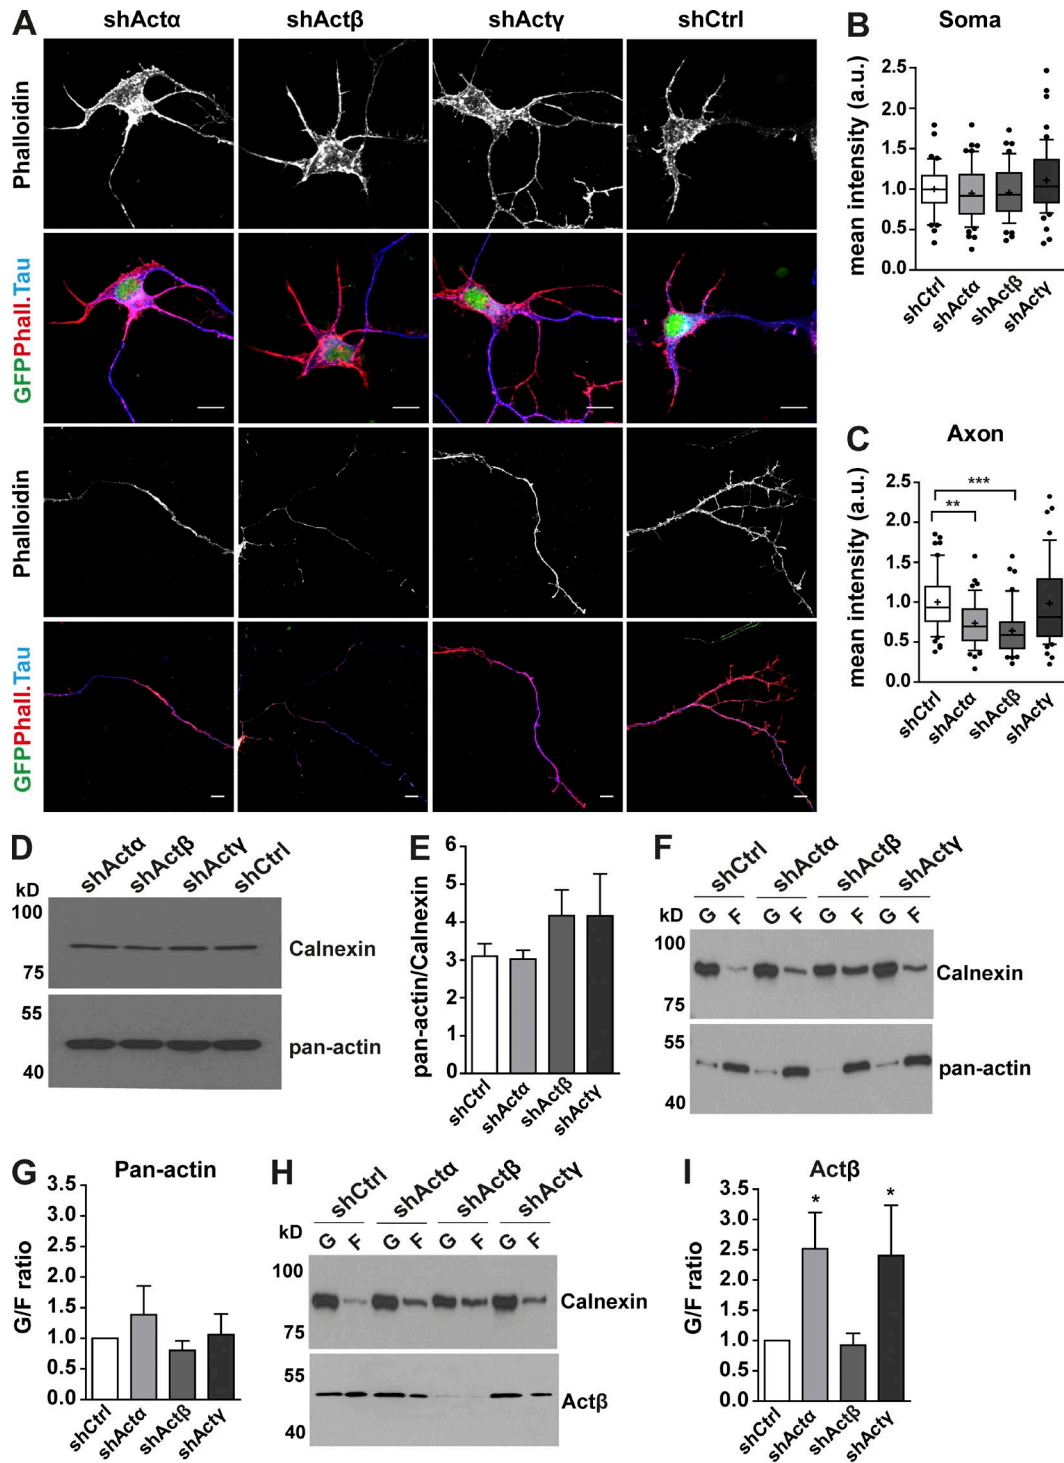 A
shActα shActβ shActγ shCtrl
Phalloidin
GFPPhall.Tau
Phalloidin
GFPPhall.Tau
B Soma
mean intensity (a.u.)
2.5
2.0
1.5
1.0
0.5
0.0
shCtrl shActα shActβ shActγ
C Axon
mean intensity (a.u.)
2.5
2.0
1.5
1.0
0.5
0.0
***
**
shCtrl shActα shActβ shActγ
D
shActα shActβ shActγ shCtrl
kD
100
Calnexin
75
55
pan-actin
40
E
pan-actin/Calnexin
6
5
4
3
2
1
0
shCtrl shActα shActβ shActγ
F
shCtrl shActα shActβ shActγ
kD G F G F G F G F
100
Calnexin
75
55
pan-actin
40
G Pan-actin
G/F ratio
3.5
3.0
2.5
2.0
1.5
1.0
0.5
0.0
shCtrl shActα shActβ shActγ
H
shCtrl shActα shActβ shActγ
kD G F G F G F G F
100
Calnexin
75
55
Actβ
40
I Actβ
G/F ratio
3.5
3.0
2.5
2.0
1.5
1.0
0.5
0.0
* *
shCtrl shActα shActβ shActγ